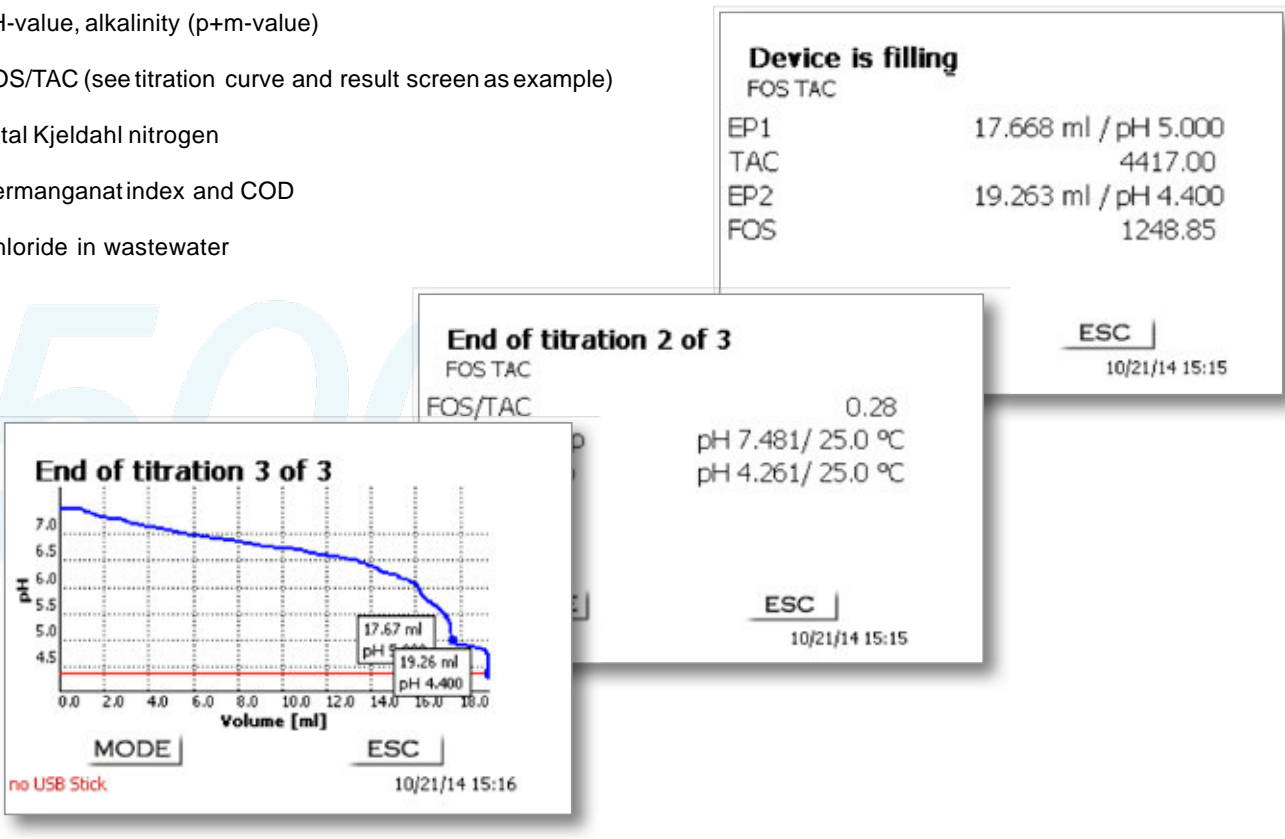 H-value, alkalinity (p+m-value)
OS/TAC (see titration curve and result screen as example)
tal Kjeldahl nitrogen
ermanganat index and COD
hloride in wastewater
Device is filling
FOS TAC
EP1 17.668 ml / pH 5.000
TAC 4417.00
EP2 19.263 ml / pH 4.400
FOS 1248.85
ESC
10/21/14 15:15
End of titration 2 of 3
FOS TAC
FOS/TAC 0.28
p pH 7.481/ 25.0 °C
pH 4.261/ 25.0 °C
ESC
10/21/14 15:15
End of titration 3 of 3
7.0
6.5
6.0
5.5
5.0
4.5
pH
17.67 ml
pH 5.000
19.26 ml
pH 4.400
0.0 2.0 4.0 6.0 8.0 10.0 12.0 14.0 16.0 18.0
Volume [ml]
MODE ESC
no USB Stick 10/21/14 15:16